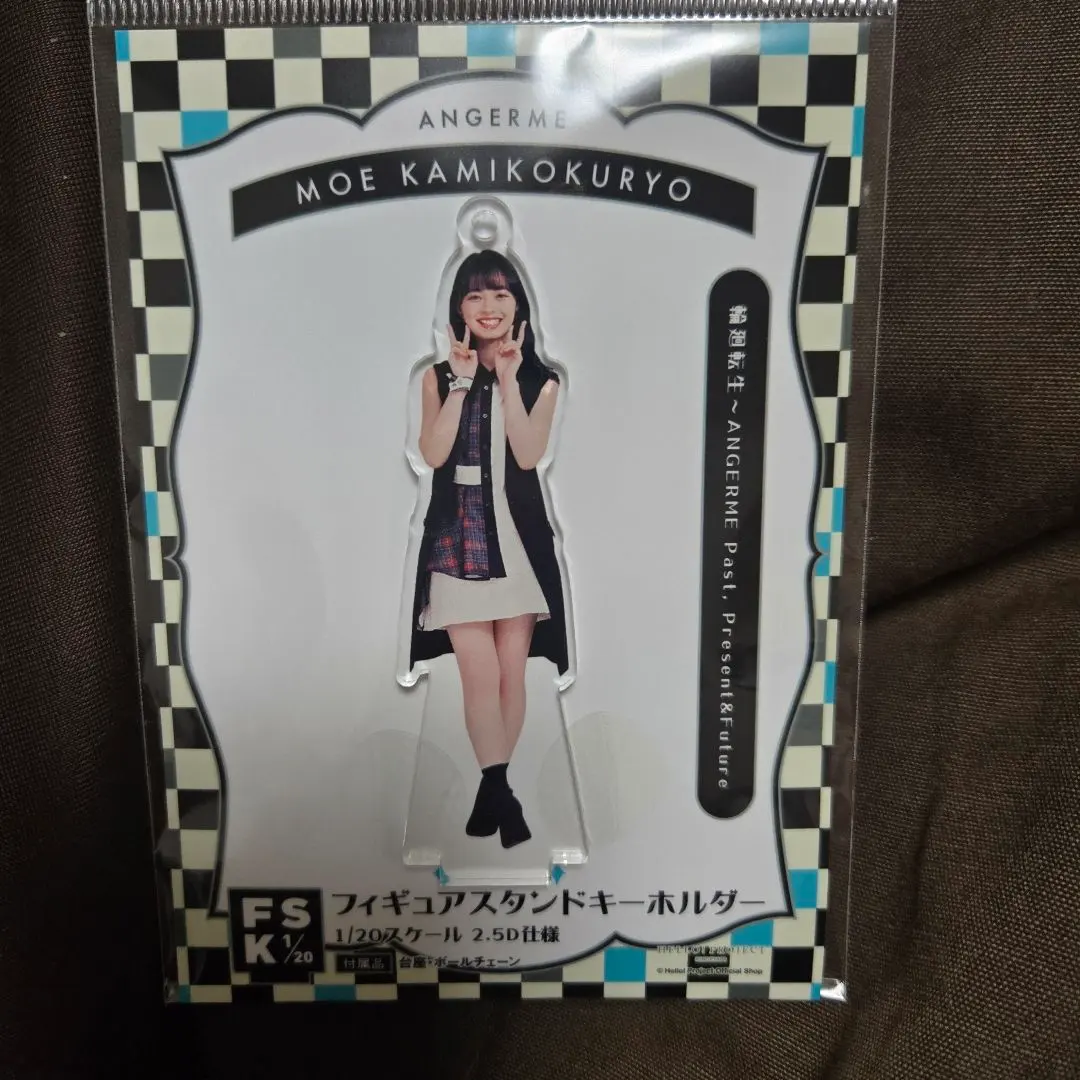 ANGERME
MOE KAMIKOKURYO
輪廻転生～ANGERME Past, Present&Future
FSK 1/20
フィギュアスタンドキーホルダー
1/20スケール 2.5D仕様
付属品 台座・ボールチェーン
HELLO! PROJECT
© Hello! Project Official Shop